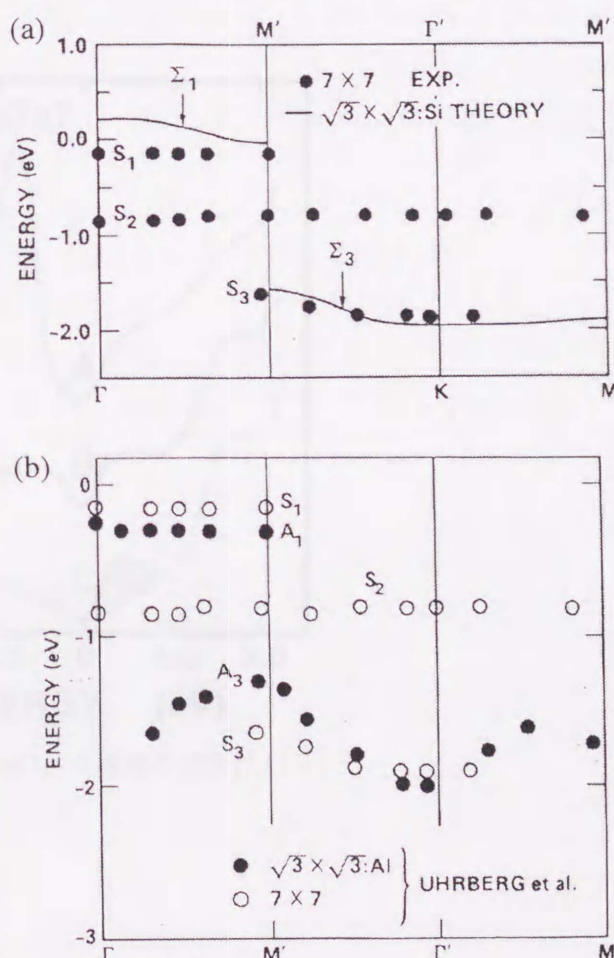 (a)
M′ Γ′ M′
1.0
Σ₁
● 7 × 7 EXP.
— √3 × √3:Si THEORY
0.0
S₁
ENERGY (eV)
S₂
-1.0
S₃
Σ₃
-2.0
Γ K M
(b)
0
S₁
A₁
S₂
ENERGY (eV)
-1
A₃
S₃
-2
● √3 × √3:Al
○ 7 × 7
} UHRBERG et al.
-3
Γ M′ Γ′ M